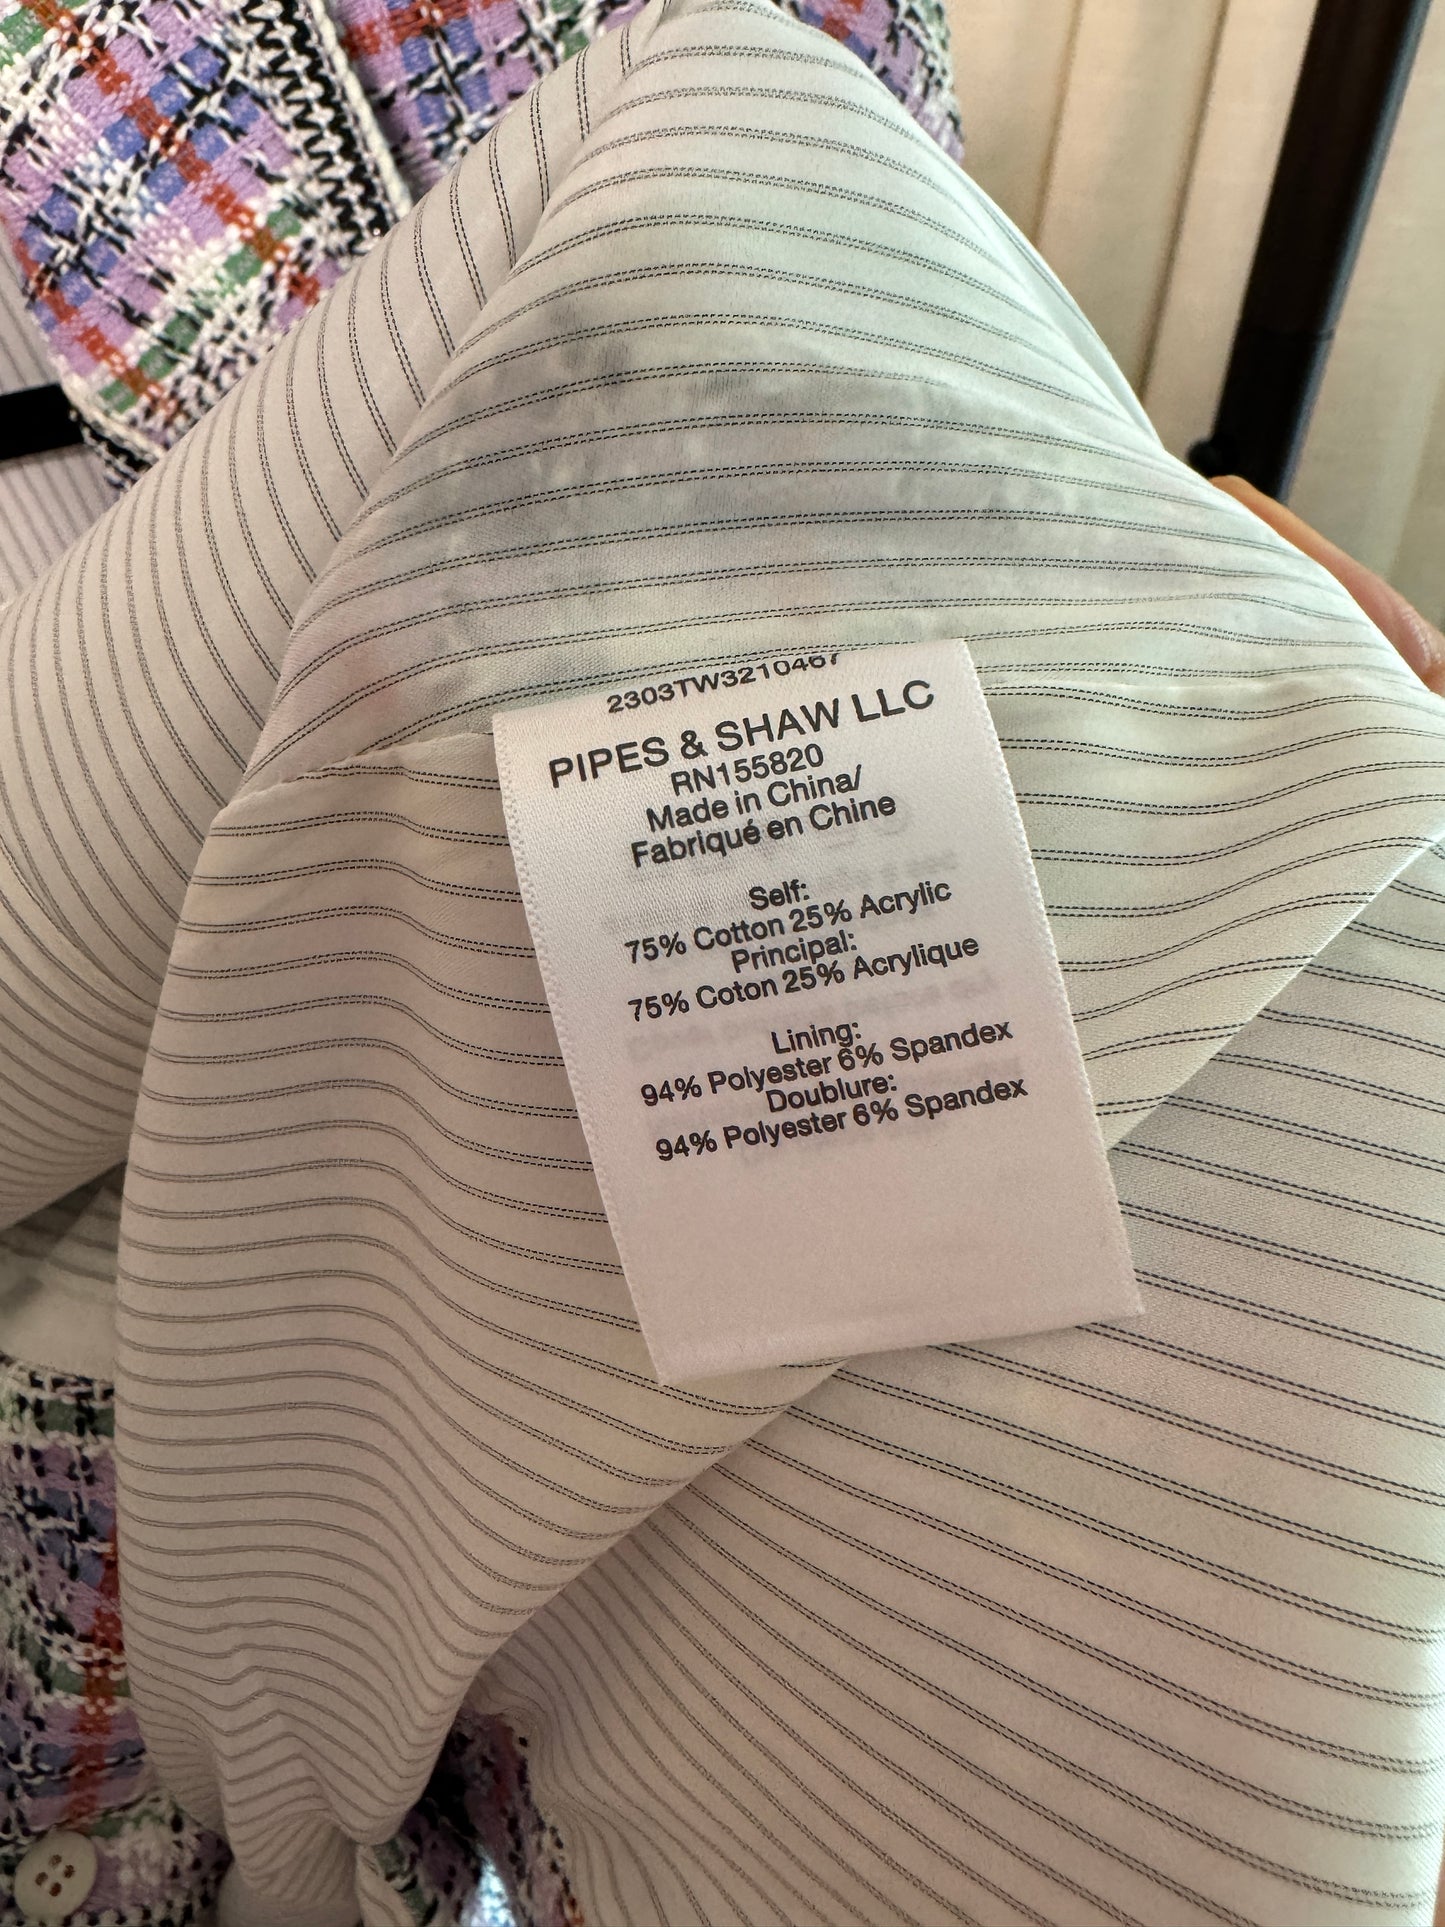 2303TW3210467
PIPES & SHAW LLC
RN155820
Made in China/
Fabriqué en Chine
Self:
75% Cotton 25% Acrylic
Principal:
75% Coton 25% Acrylique
Lining:
94% Polyester 6% Spandex
Doublure:
94% Polyester 6% Spandex